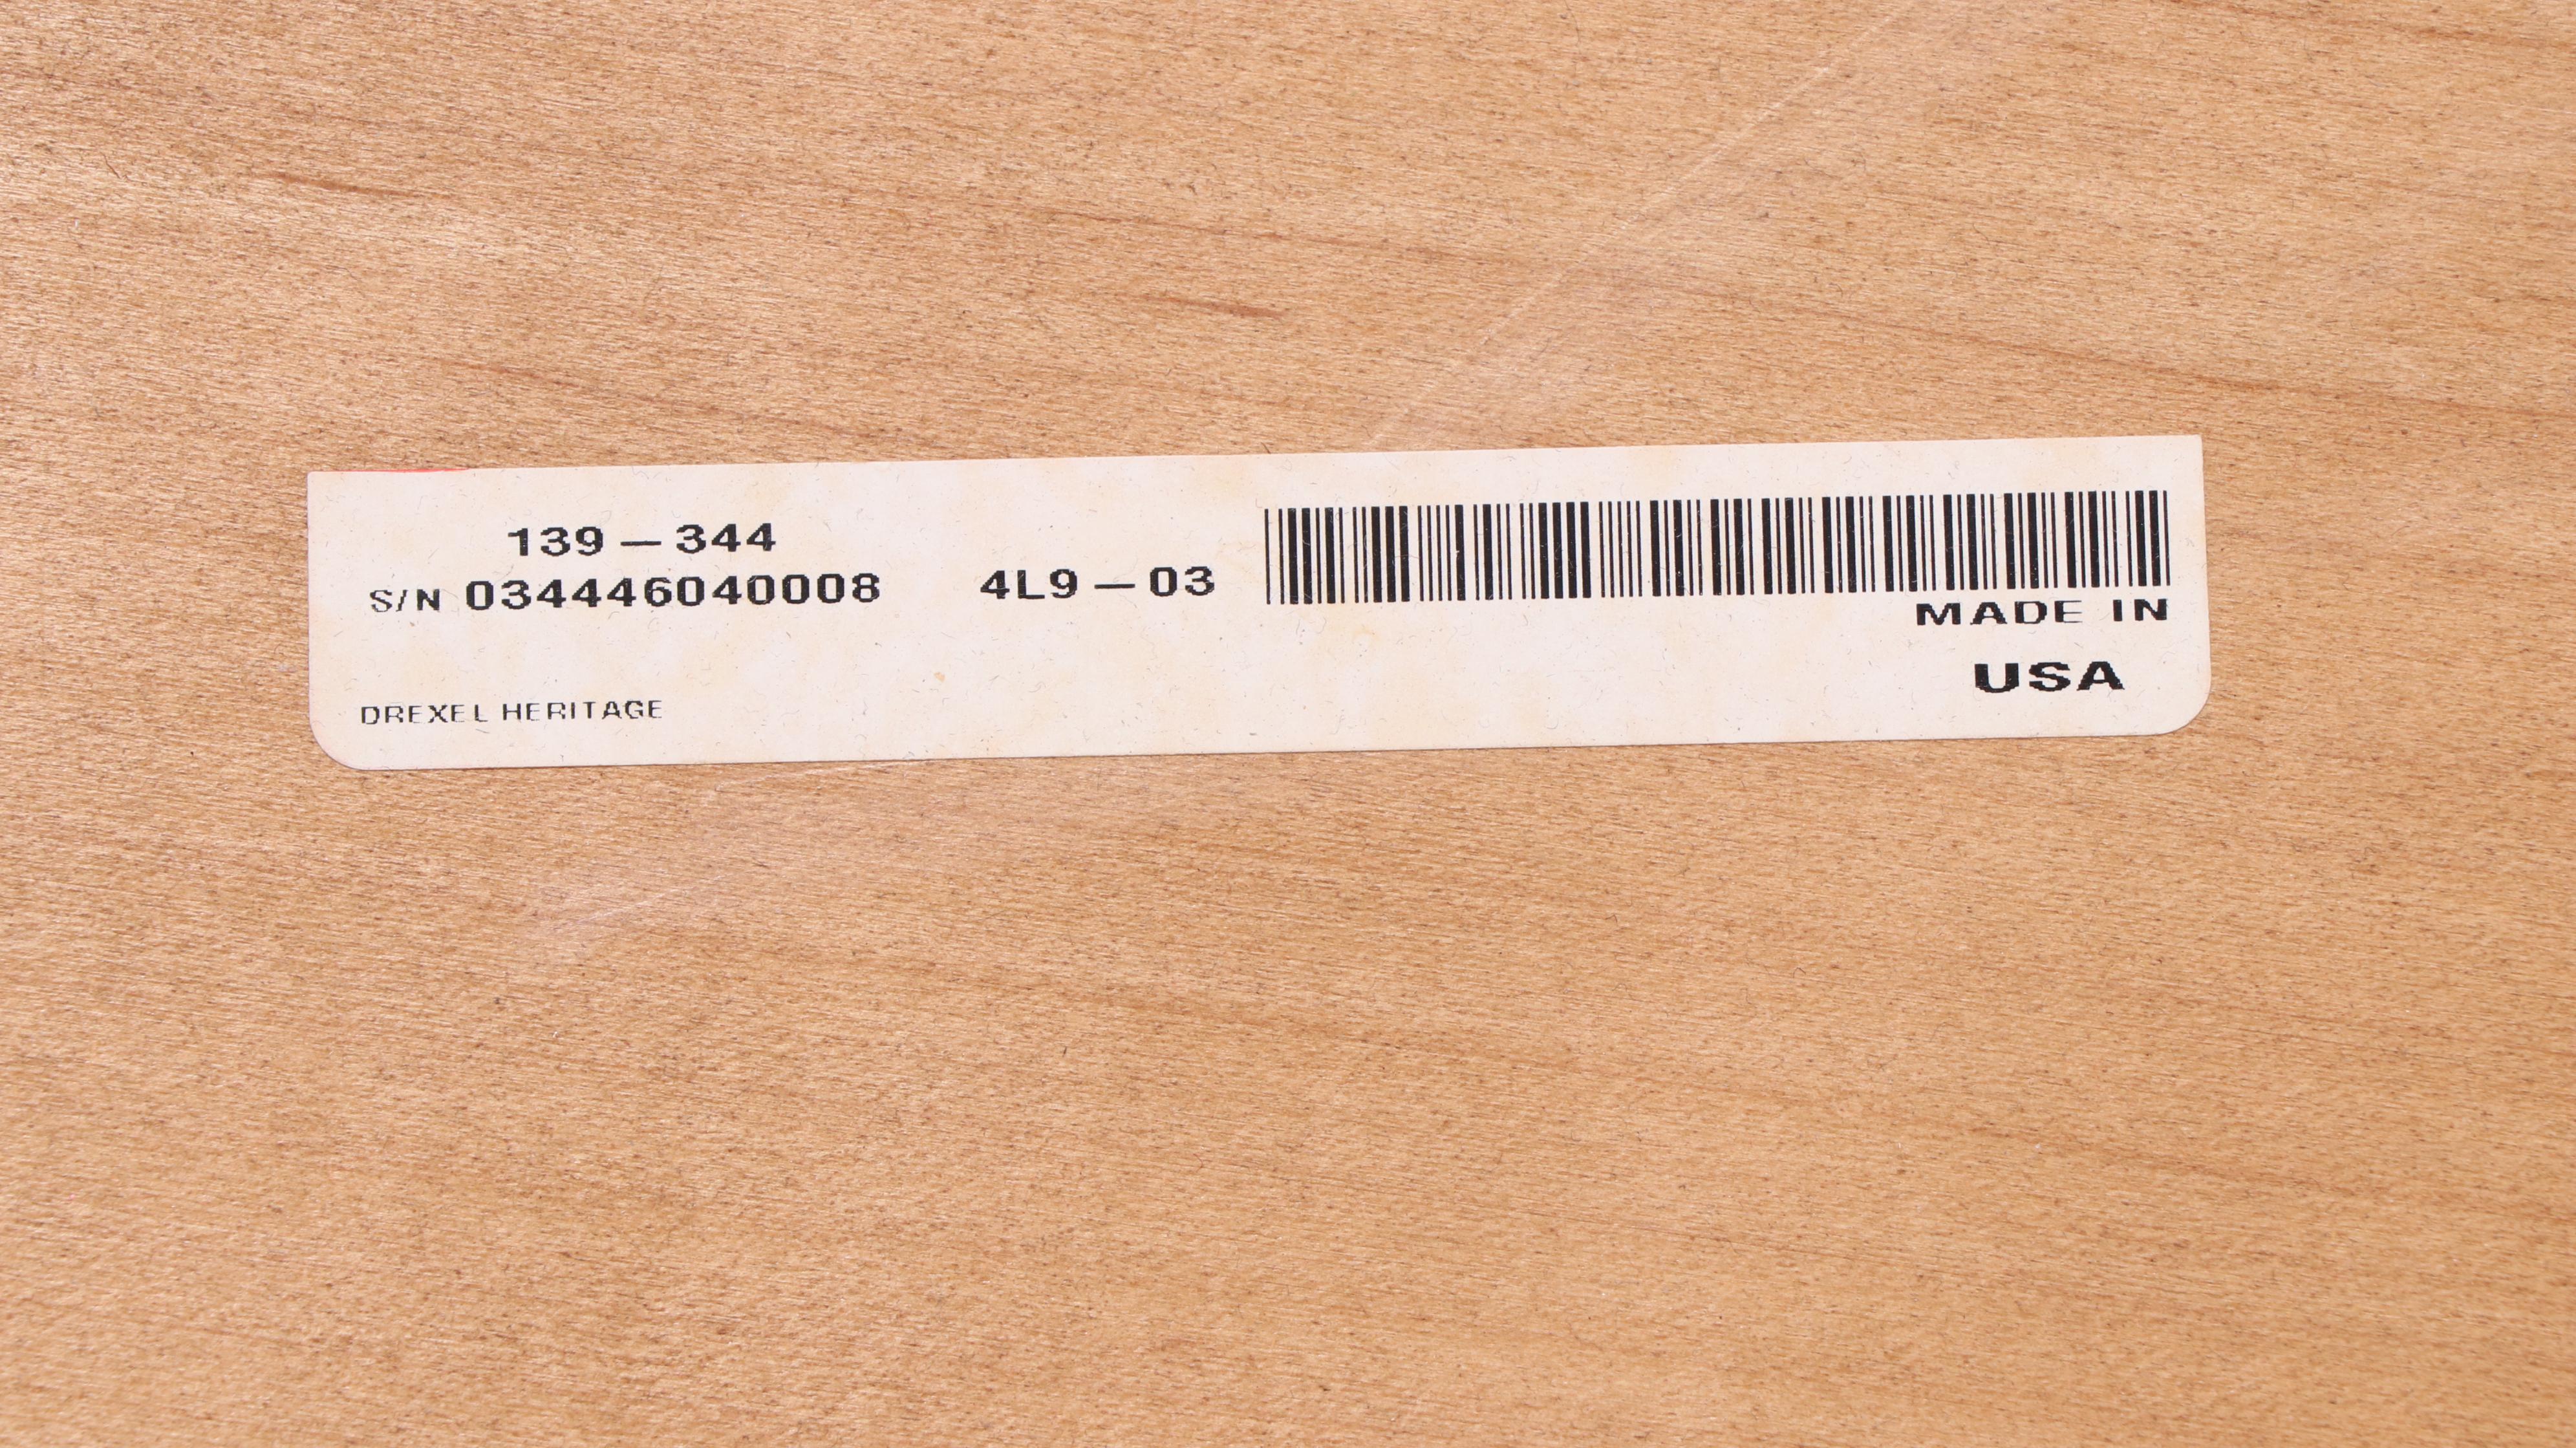 139-344
S/N 034446040008 4L9-03
MADE IN
USA
DREXEL HERITAGE